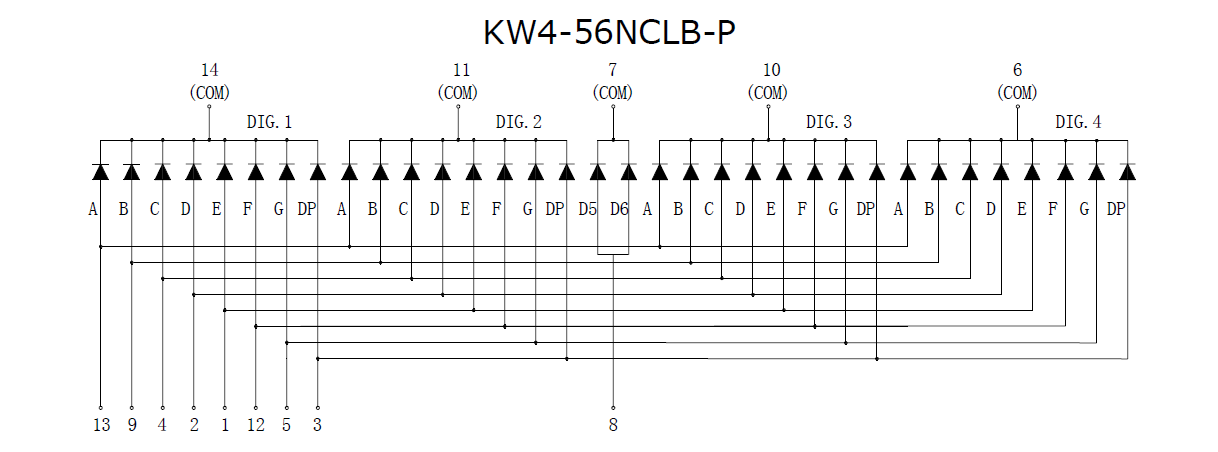 KW4-56NCLB-P
14 11 7 10 6
(COM) (COM) (COM) (COM) (COM)
DIG.1 DIG.2 DIG.3 DIG.4
A B C D E F G DP A B C D E F G DP D5 D6 A B C D E F G DP A B C D E F G DP
13 9 4 2 1 12 5 3 8